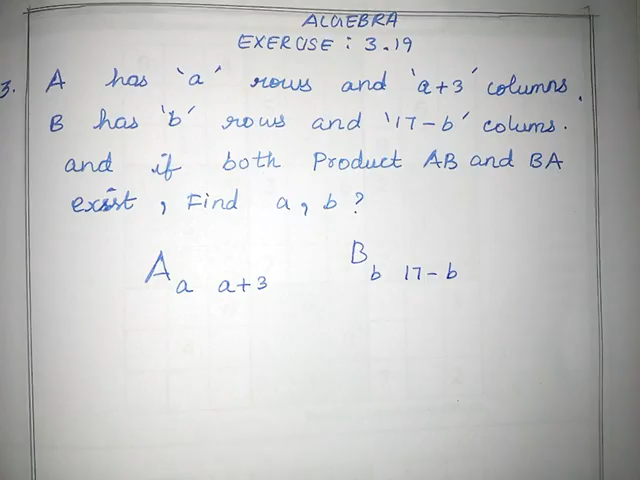 ALGEBRA
EXERCISE : 3.19
3. A has 'a' rows and 'a+3' columns.
B has 'b' rows and '17-b' colums.
and if both Product AB and BA
exist, Find a, b?
A a a+3 B b 17-b